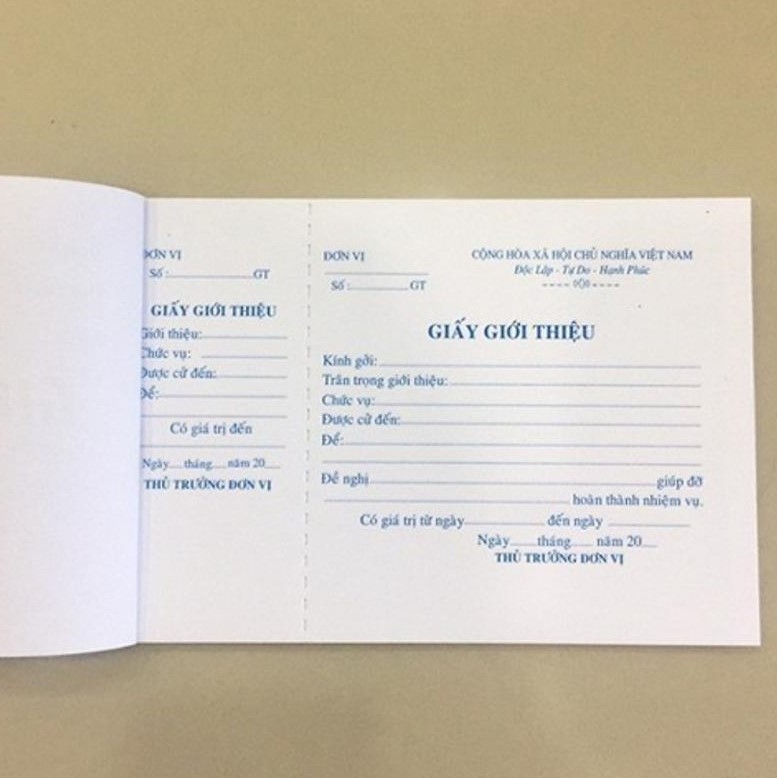 ĐƠN VỊ
Số: GT
GIẤY GIỚI THIỆU
Giới thiệu:
Chức vụ:
Được cử đến:
Để:
Có giá trị đến
Ngày tháng năm 20
THỦ TRƯỞNG ĐƠN VỊ
ĐƠN VỊ
Số: GT
CỘNG HÒA XÃ HỘI CHỦ NGHĨA VIỆT NAM
Độc Lập - Tự Do - Hạnh Phúc
GIẤY GIỚI THIỆU
Kính gởi:
Trân trọng giới thiệu:
Chức vụ:
Được cử đến:
Để:
Đề nghị giúp đỡ
hoàn thành nhiệm vụ.
Có giá trị từ ngày đến ngày
Ngày tháng năm 20
THỦ TRƯỞNG ĐƠN VỊ